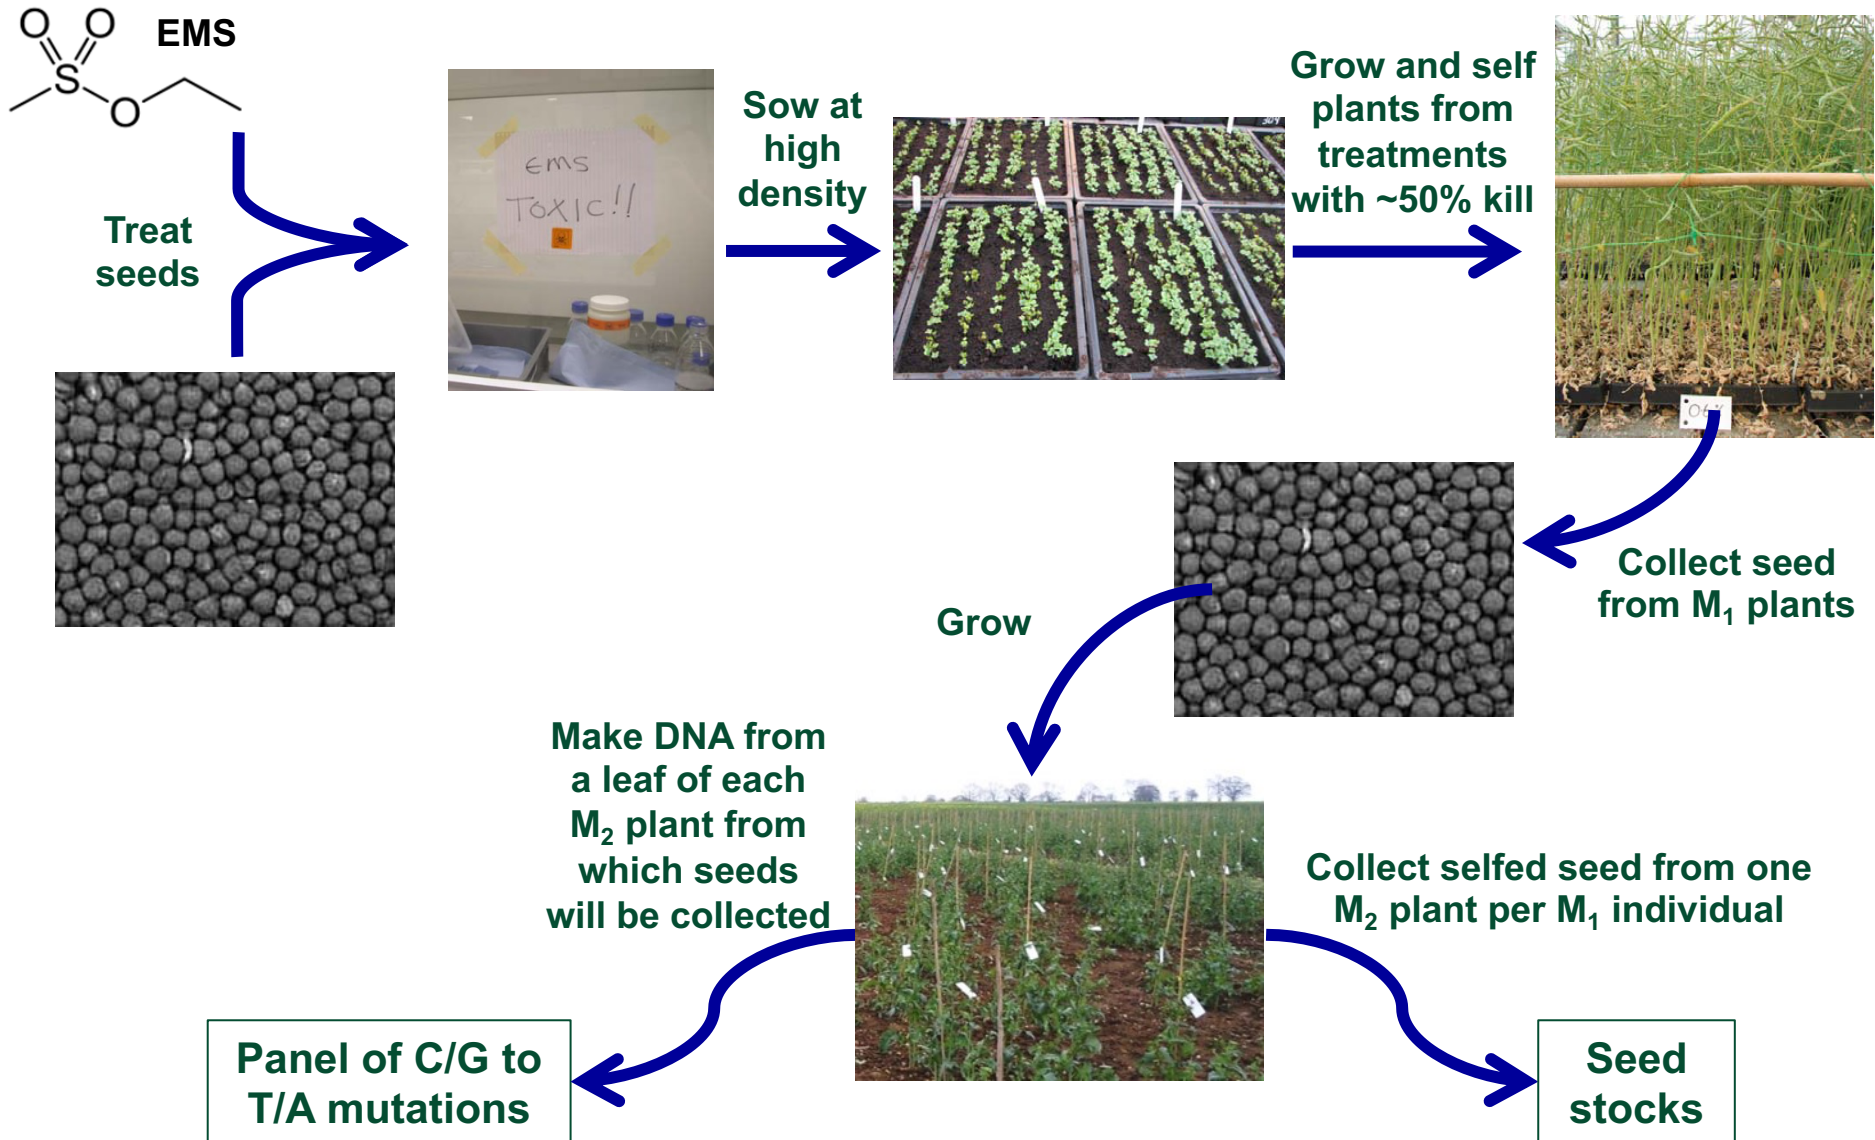 O
O
EMS
S
O
Treat
seeds
EMS
TOXIC!!
Sow at
high
density
Grow and self
plants from
treatments
with ~50% kill
Collect seed
from M₁ plants
Grow
Make DNA from
a leaf of each
M₂ plant from
which seeds
will be collected
Collect selfed seed from one
M₂ plant per M₁ individual
Panel of C/G to
T/A mutations
Seed
stocks